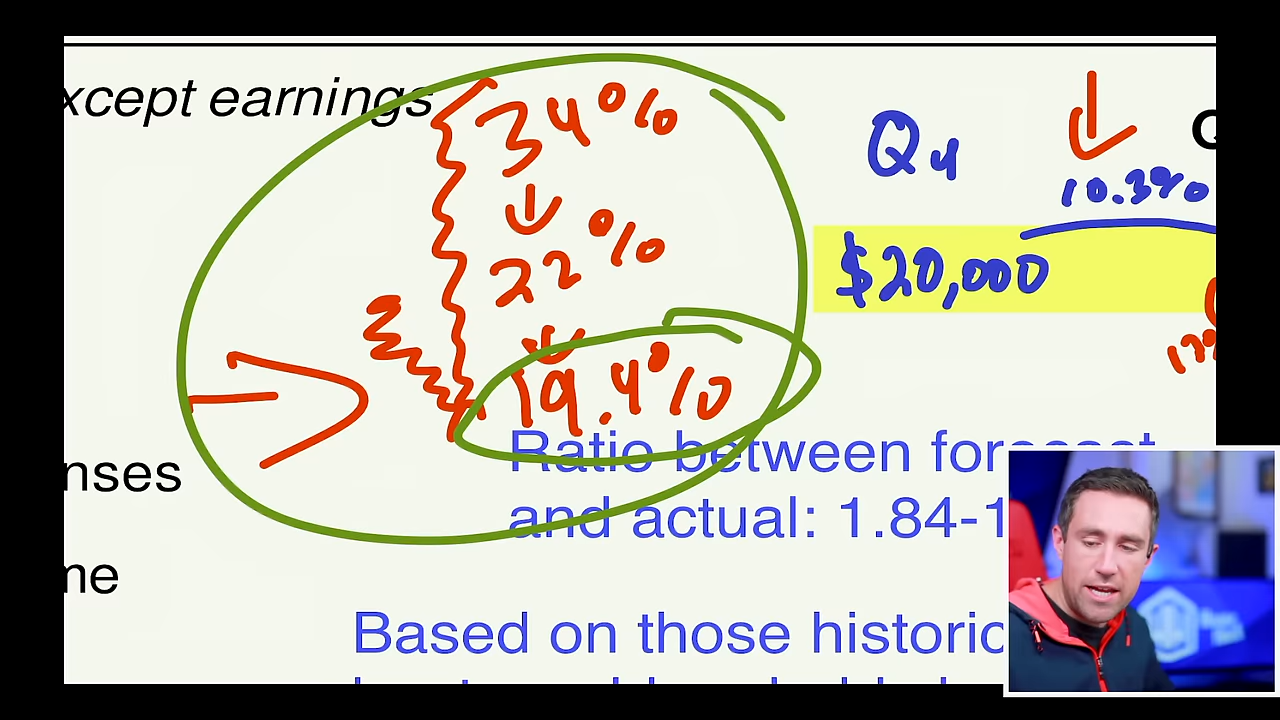 xcept earnings
34%
22%
19.4%
Q4
10.3%
$20,000
Ratio between forecast
and actual: 1.84-1
nses
me
Based on those historic